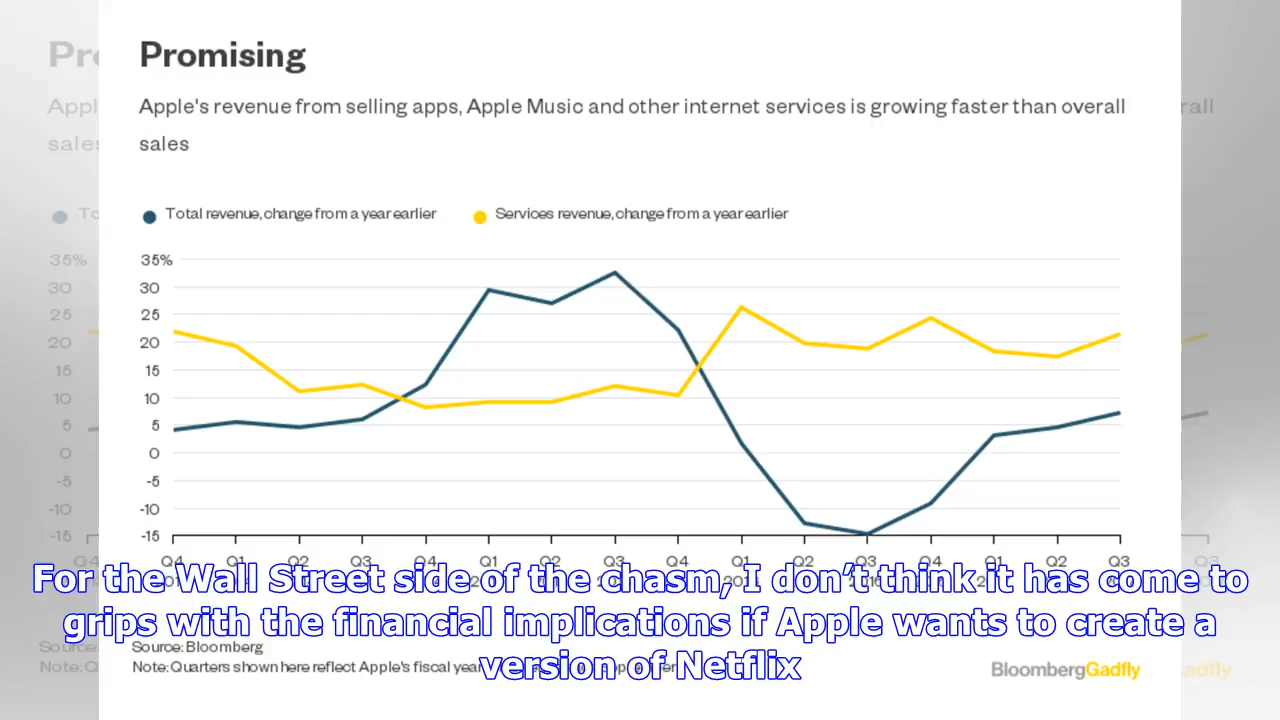 Promising
Apple's revenue from selling apps, Apple Music and other internet services is growing faster than overall
sales
Total revenue, change from a year earlier
Services revenue, change from a year earlier
35%
30
25
20
15
10
5
0
-5
-10
-15
Q4 Q1 Q2 Q3 Q4 Q1 Q2 Q3 Q4 Q1 Q2 Q3 Q4 Q1 Q2 Q3
For the Wall Street side of the chasm, I don’t think it has come to
grips with the financial implications if Apple wants to create a
version of Netflix
Source: Bloomberg
Note: Quarters shown here reflect Apple's fiscal year
BloombergGadfly